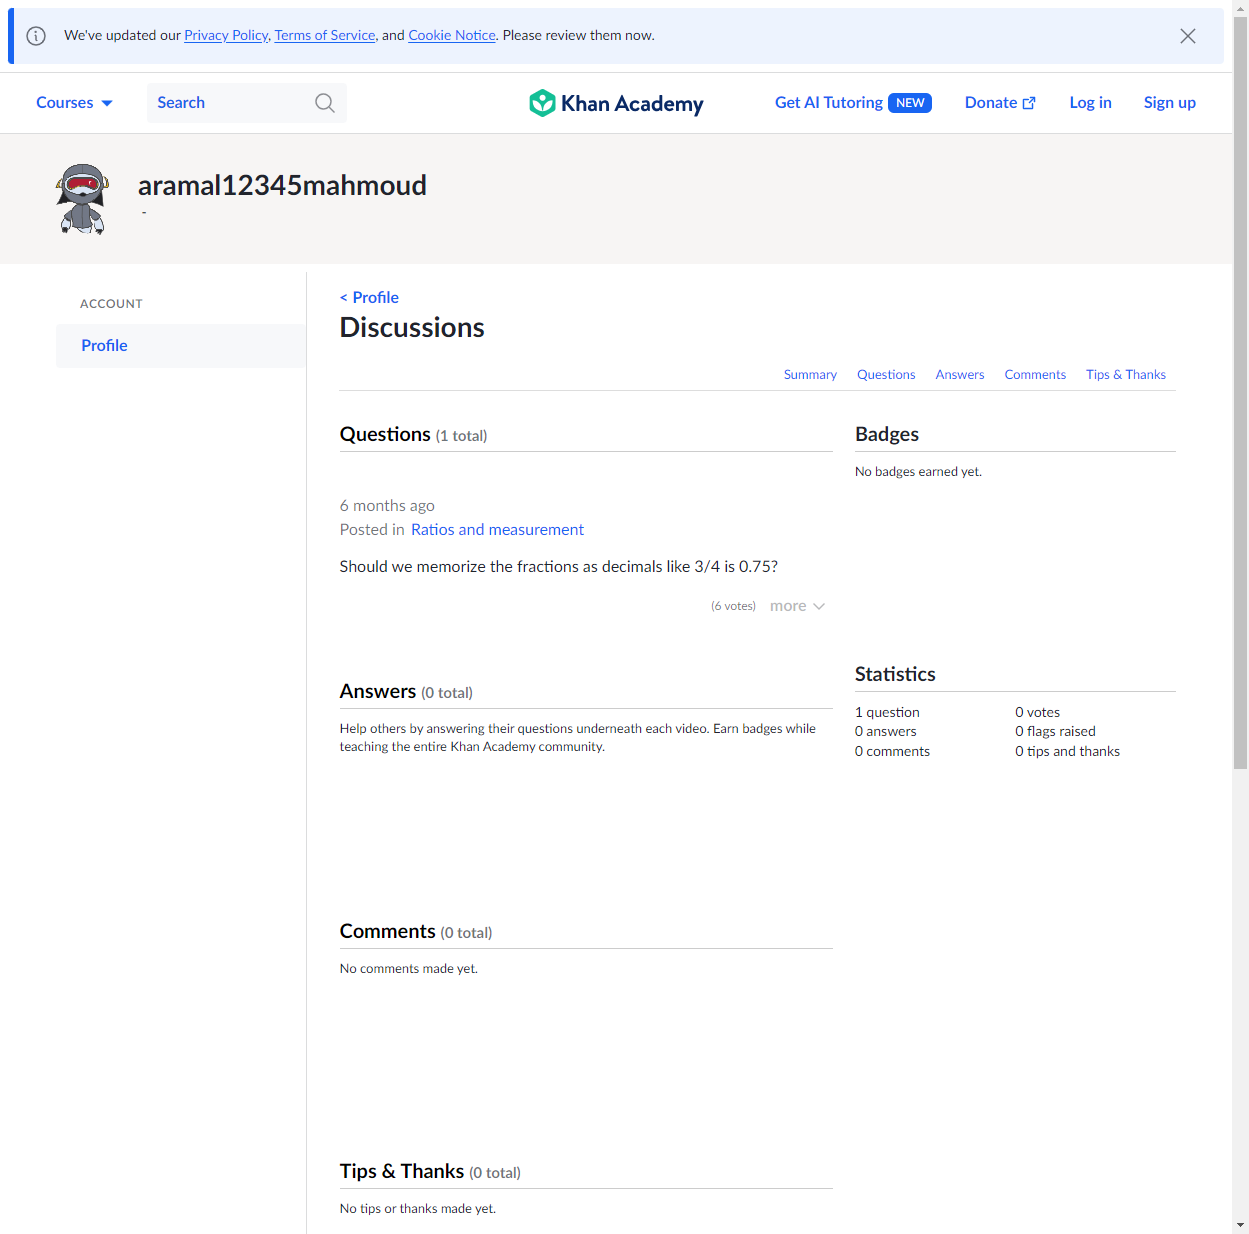 We've updated our Privacy Policy, Terms of Service, and Cookie Notice. Please review them now.
Courses
Search
Khan Academy
Get AI Tutoring NEW
Donate
Log in
Sign up
aramal12345mahmoud
-
ACCOUNT
Profile
< Profile
Discussions
Summary
Questions
Answers
Comments
Tips & Thanks
Questions (1 total)
6 months ago
Posted in Ratios and measurement
Should we memorize the fractions as decimals like 3/4 is 0.75?
(6 votes)
more
Answers (0 total)
Help others by answering their questions underneath each video. Earn badges while
teaching the entire Khan Academy community.
Comments (0 total)
No comments made yet.
Tips & Thanks (0 total)
No tips or thanks made yet.
Badges
No badges earned yet.
Statistics
1 question
0 votes
0 answers
0 flags raised
0 comments
0 tips and thanks